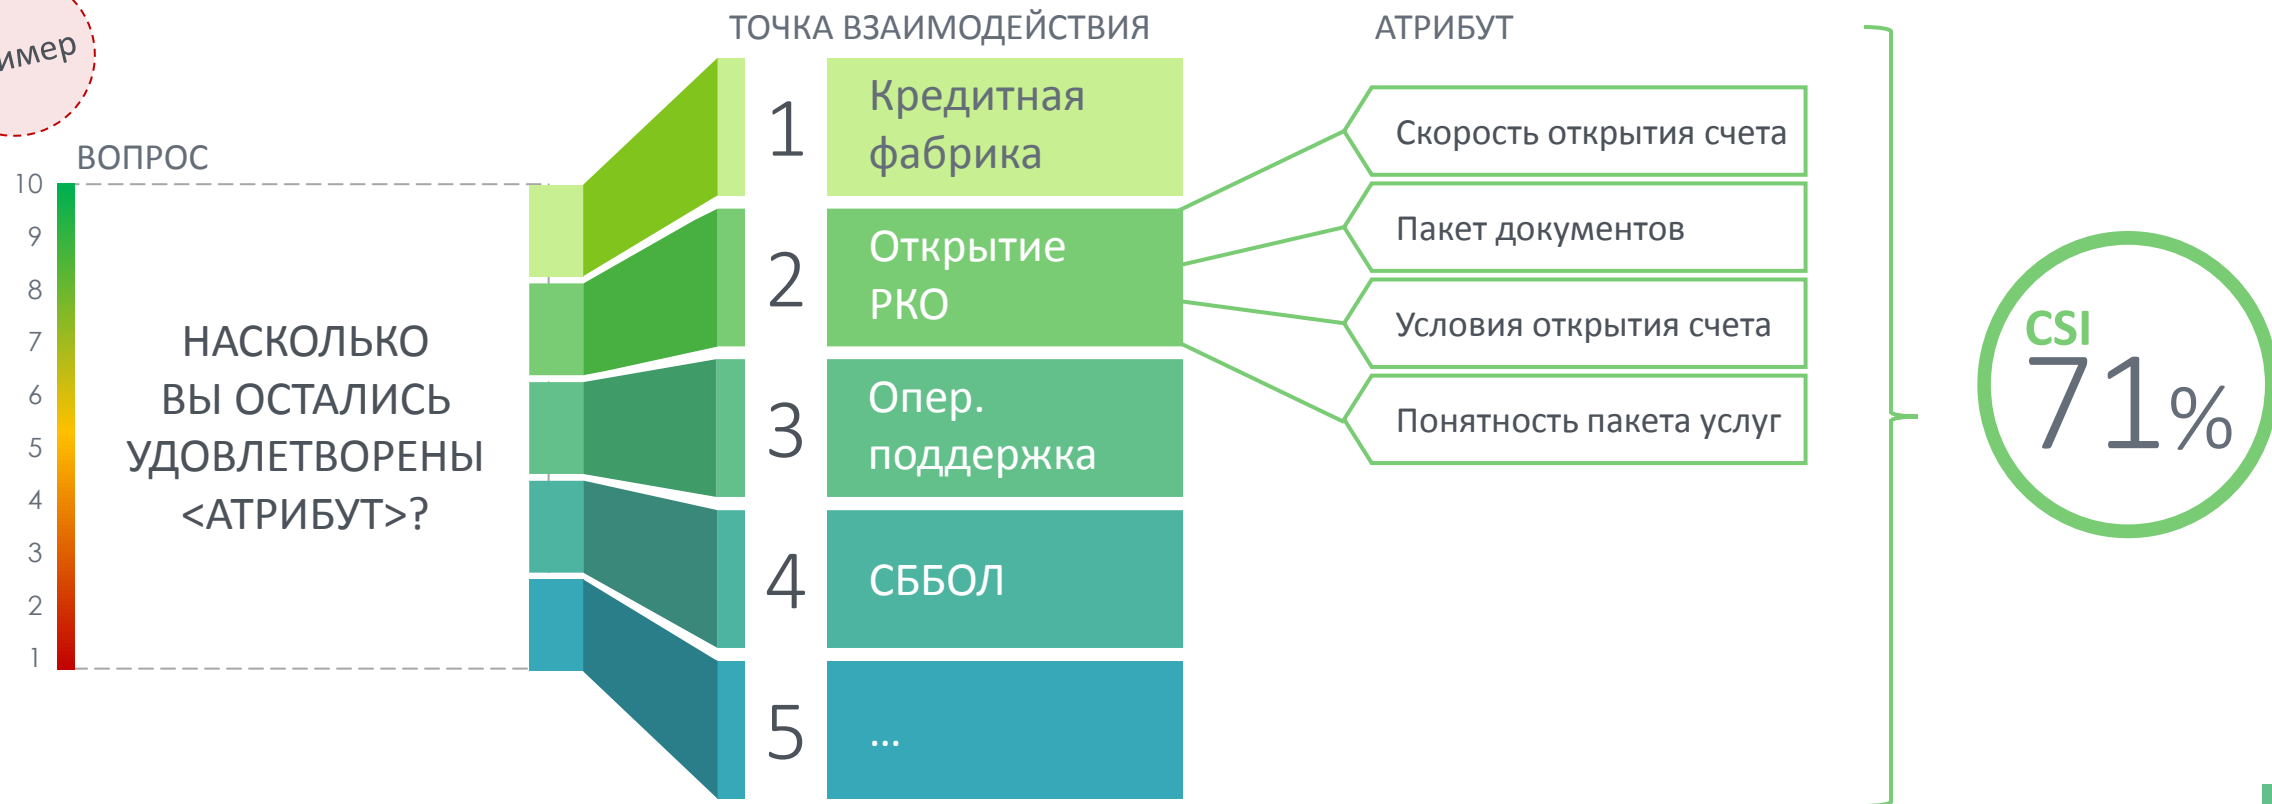 ТОЧКА ВЗАИМОДЕЙСТВИЯ
АТРИБУТ
ВОПРОС
10
9
8
7
6
5
4
3
2
1
НАСКОЛЬКО
ВЫ ОСТАЛИСЬ
УДОВЛЕТВОРЕНЫ
<АТРИБУТ>?
1
Кредитная
фабрика
2
Открытие
РКО
3
Опер.
поддержка
4
СББОЛ
5
...
Скорость открытия счета
Пакет документов
Условия открытия счета
Понятность пакета услуг
CSI
71%